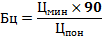 Бц = Цмин × 90
Цпон